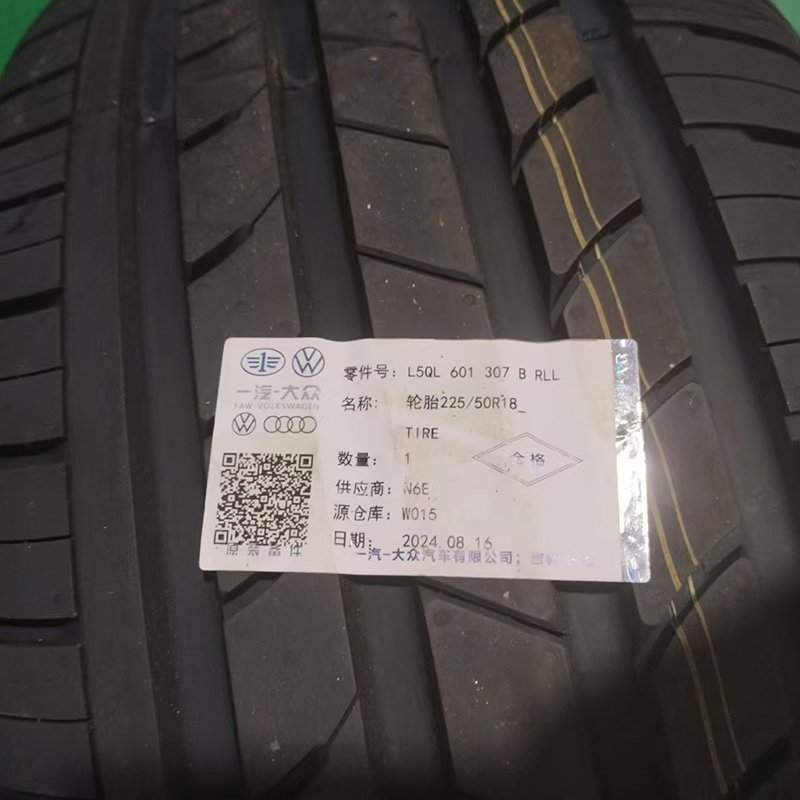 零件号: L5QL 601 307 B RLL
一汽-大众
FAW-VOLKSWAGEN
名称: 轮胎225/50R18_
TIRE
数量: 1
合格
供应商: N6E
源仓库: W015
日期: 2024 08 16
原装备件
一汽-大众汽车有限公司;